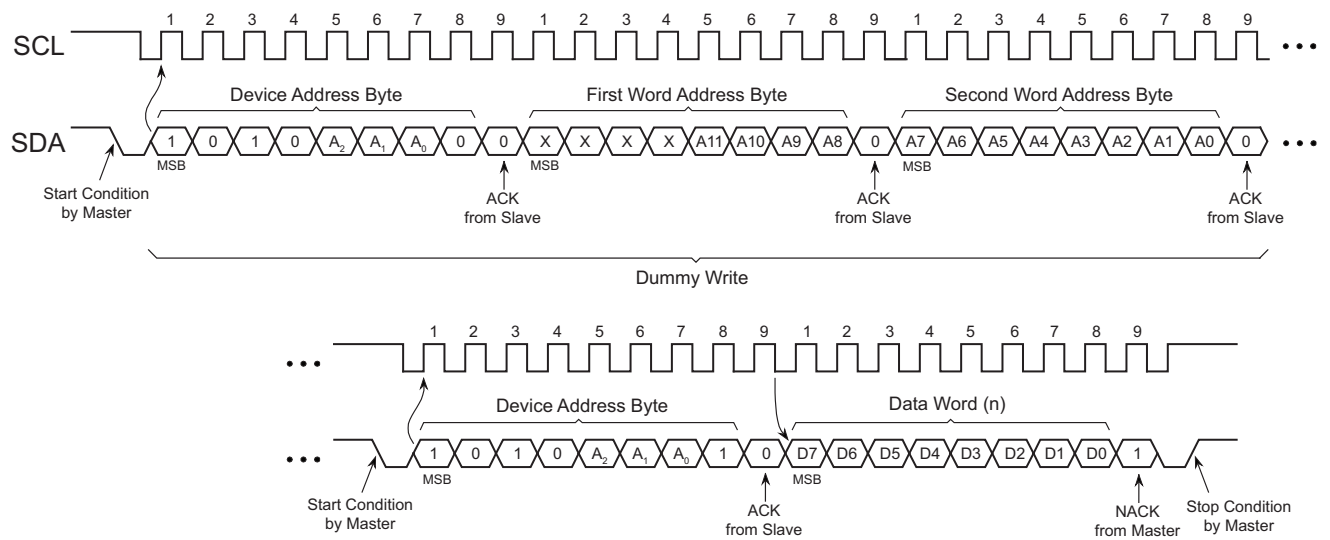 1 2 3 4 5 6 7 8 9 1 2 3 4 5 6 7 8 9 1 2 3 4 5 6 7 8 9
SCL
Device Address Byte First Word Address Byte Second Word Address Byte
SDA 1 0 1 0 A2 A1 A0 0 0 X X X X A11 A10 A9 A8 0 A7 A6 A5 A4 A3 A2 A1 A0 0
MSB MSB MSB
Start Condition
by Master
ACK
from Slave
ACK
from Slave
ACK
from Slave
Dummy Write
1 2 3 4 5 6 7 8 9 1 2 3 4 5 6 7 8 9
Device Address Byte Data Word (n)
1 0 1 0 A2 A1 A0 1 0 D7 D6 D5 D4 D3 D2 D1 D0 1
MSB MSB
Start Condition
by Master
ACK
from Slave
NACK
from Master
Stop Condition
by Master